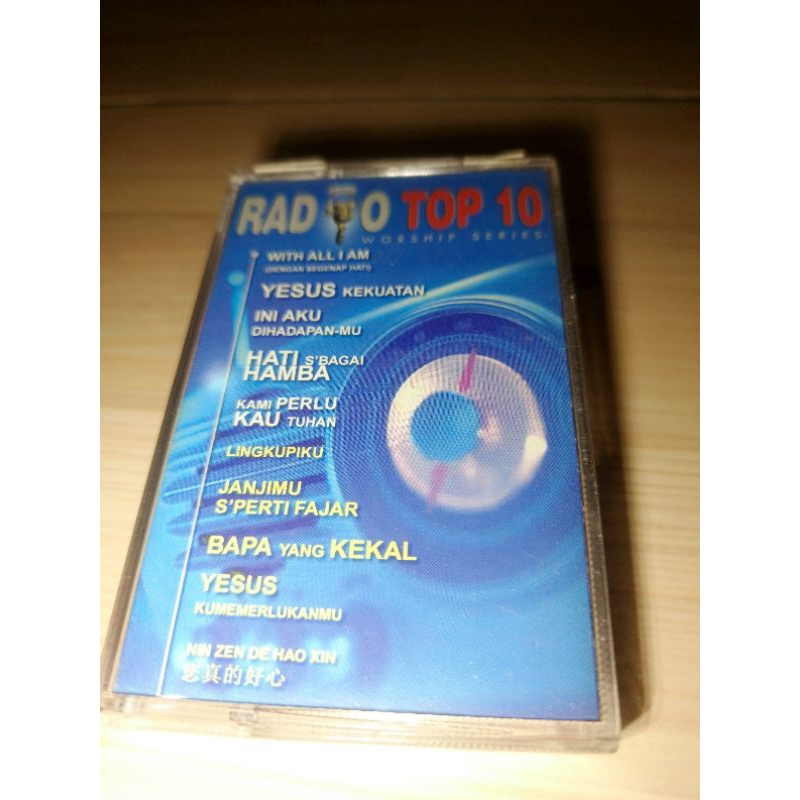 RADIO TOP 10
WORSHIP SERIES
WITH ALL I AM
(DENGAN SEGENAP HATI)
YESUS KEKUATAN
INI AKU
DIHADAPAN-MU
HATI S'BAGAI
HAMBA
KAMI PERLU
KAU TUHAN
LINGKUPIKU
JANJIMU
S'PERTI FAJAR
BAPA YANG KEKAL
YESUS
KUMEMERLUKANMU
NIN ZEN DE HAO XIN
您真的好心